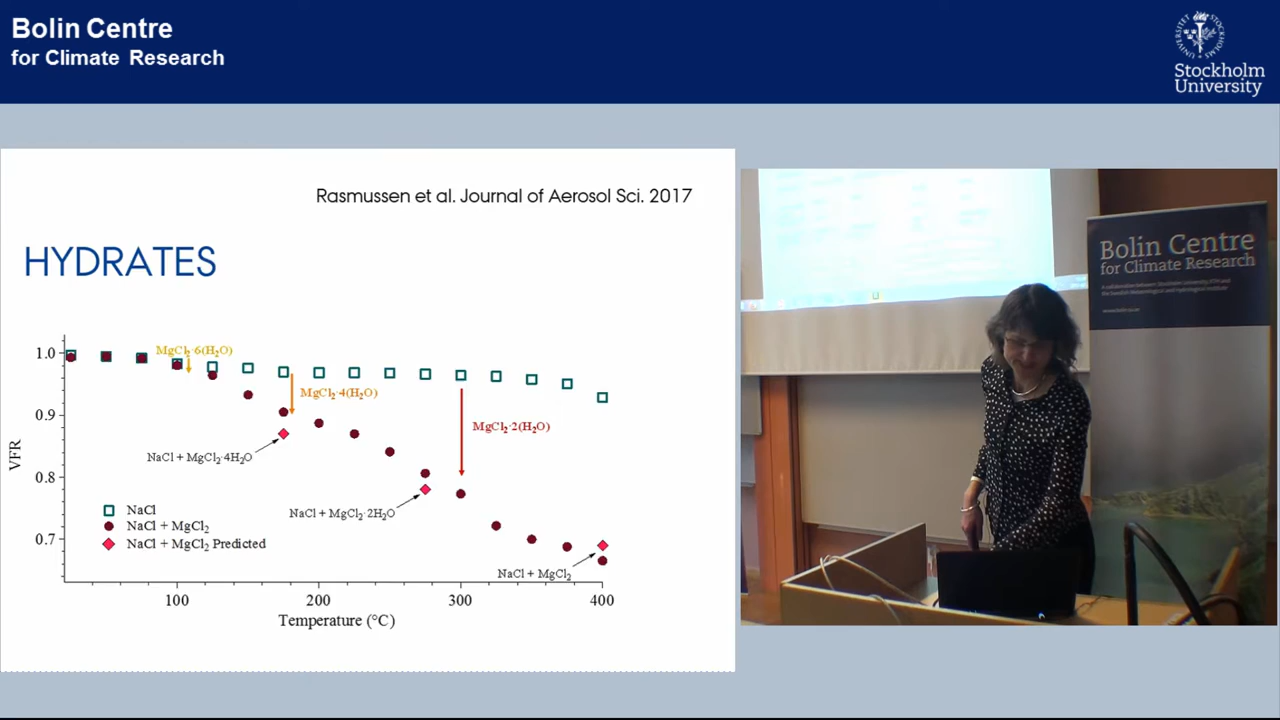 Bolin Centre
for Climate Research
Stockholm
University
Rasmussen et al. Journal of Aerosol Sci. 2017
HYDRATES
VFR
1.0
0.9
0.8
0.7
MgCl2·6(H2O)
MgCl2·4(H2O)
MgCl2·2(H2O)
NaCl + MgCl2·4H2O
NaCl + MgCl2·2H2O
NaCl + MgCl2
NaCl
NaCl + MgCl2
NaCl + MgCl2 Predicted
100
200
300
400
Temperature (°C)
Bolin Centre
for Climate Research